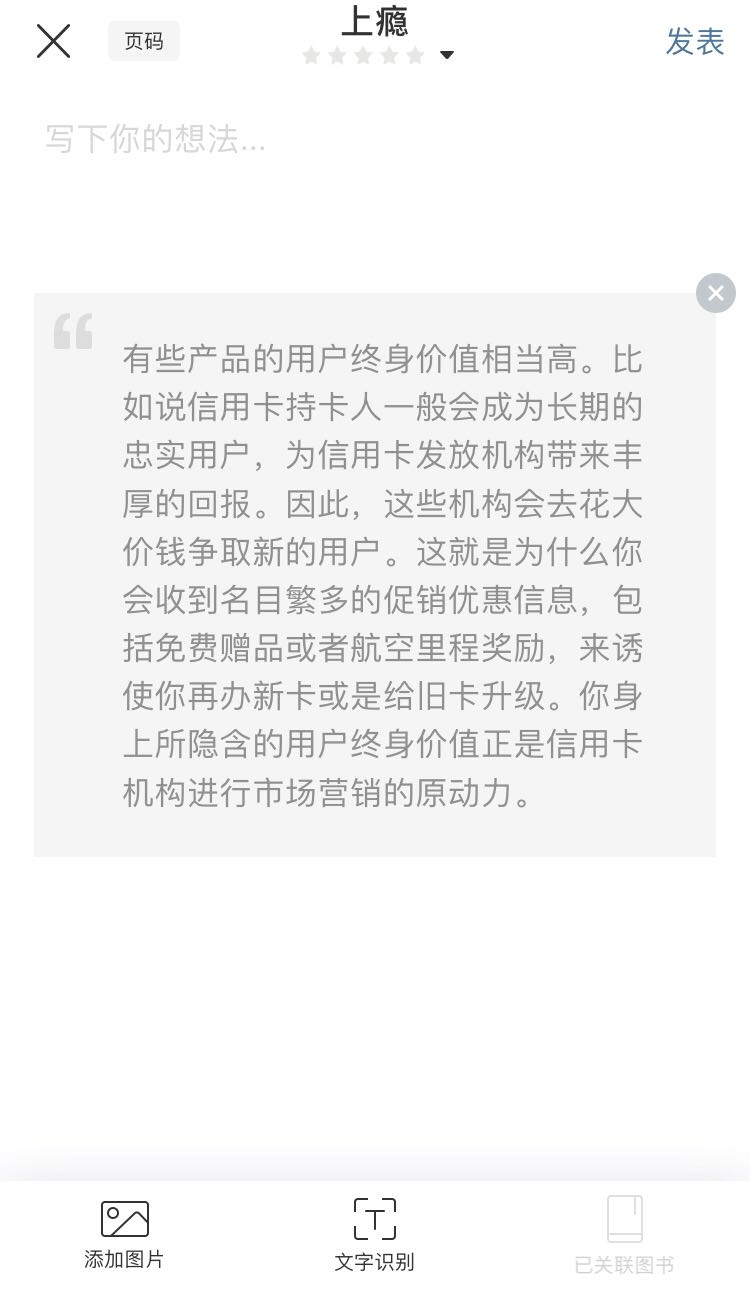 上瘾
页码
发表
写下你的想法...
有些产品的用户终身价值相当高。比
如说信用卡持卡人一般会成为长期的
忠实用户，为信用卡发放机构带来丰
厚的回报。因此，这些机构会去花大
价钱争取新的用户。这就是为什么你
会收到名目繁多的促销优惠信息，包
括免费赠品或者航空里程奖励，来诱
使你再办新卡或是给旧卡升级。你身
上所隐含的用户终身价值正是信用卡
机构进行市场营销的原动力。
添加图片
文字识别
已关联图书